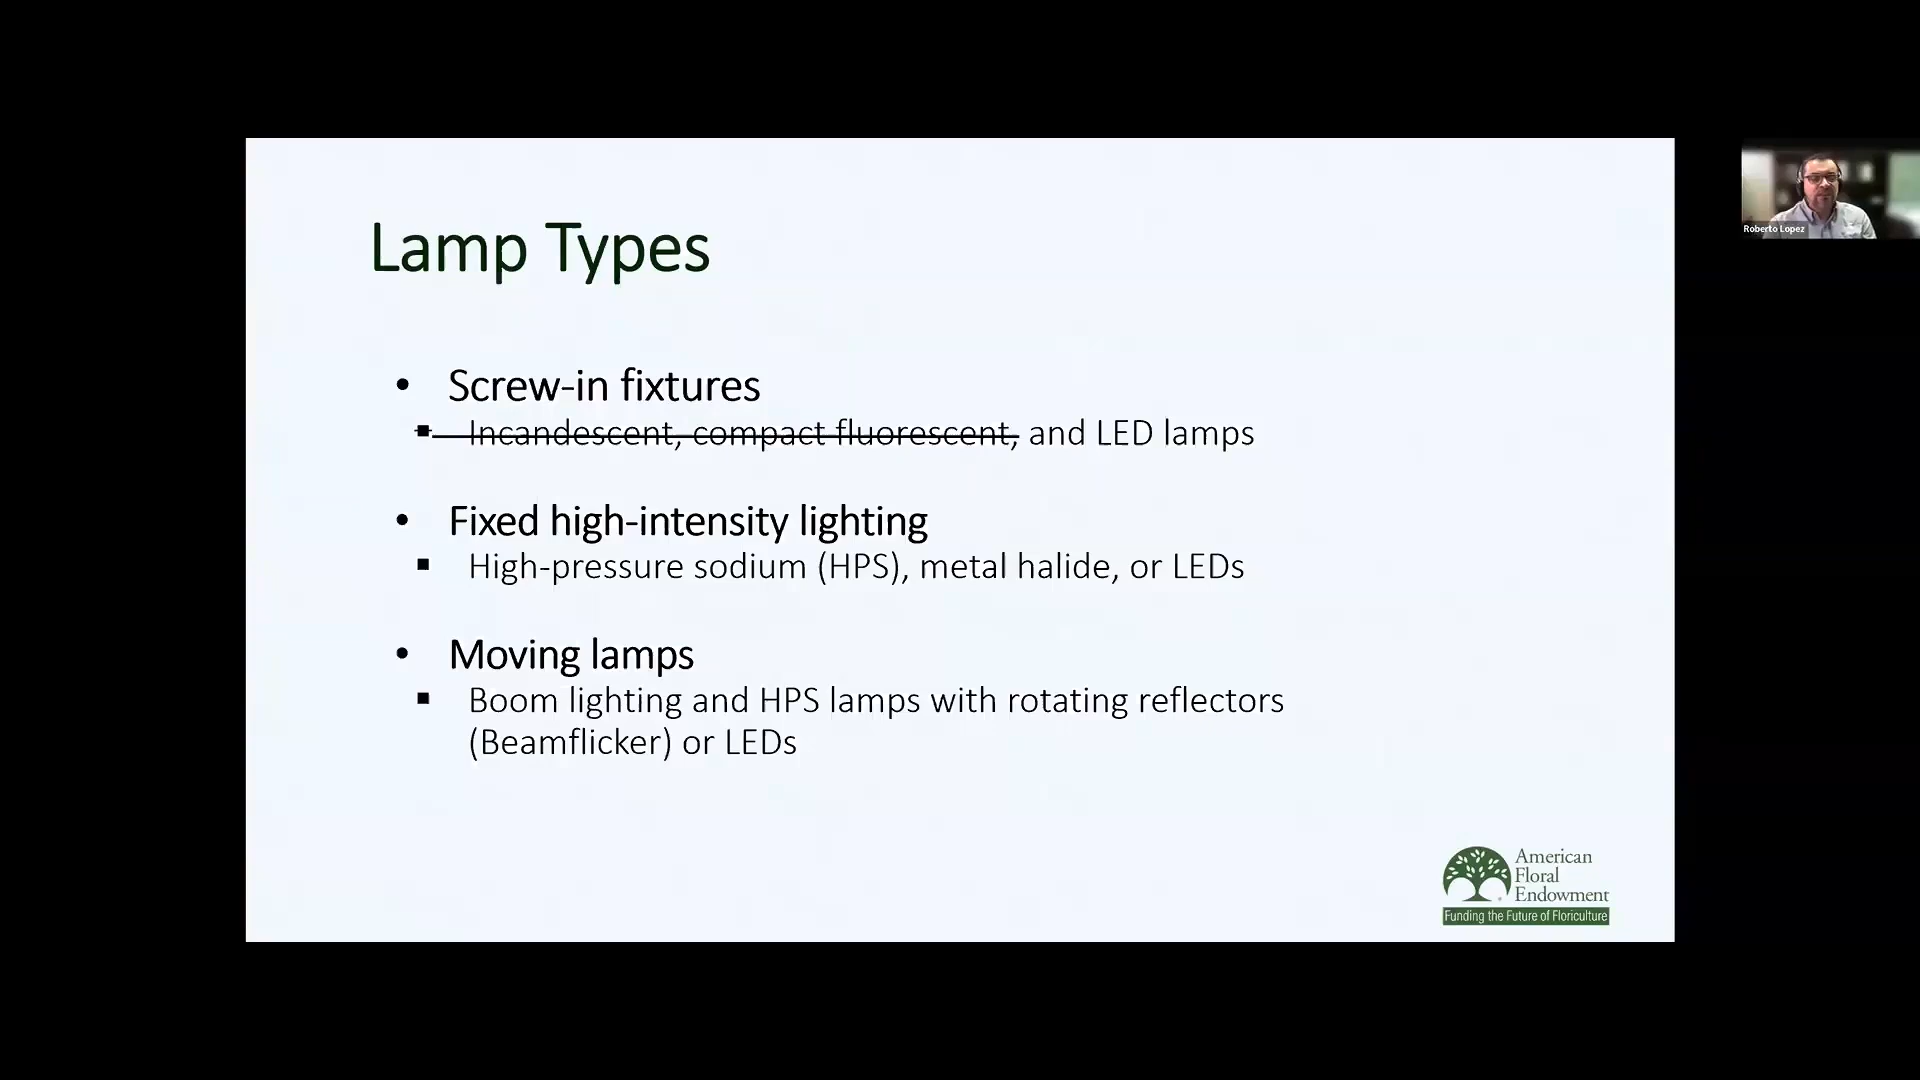 Lamp Types
• Screw-in fixtures
▪ Incandescent, compact fluorescent, and LED lamps
• Fixed high-intensity lighting
▪ High-pressure sodium (HPS), metal halide, or LEDs
• Moving lamps
▪ Boom lighting and HPS lamps with rotating reflectors
(Beamflicker) or LEDs
American
Floral
Endowment
Funding the Future of Floriculture
Roberto Lopez